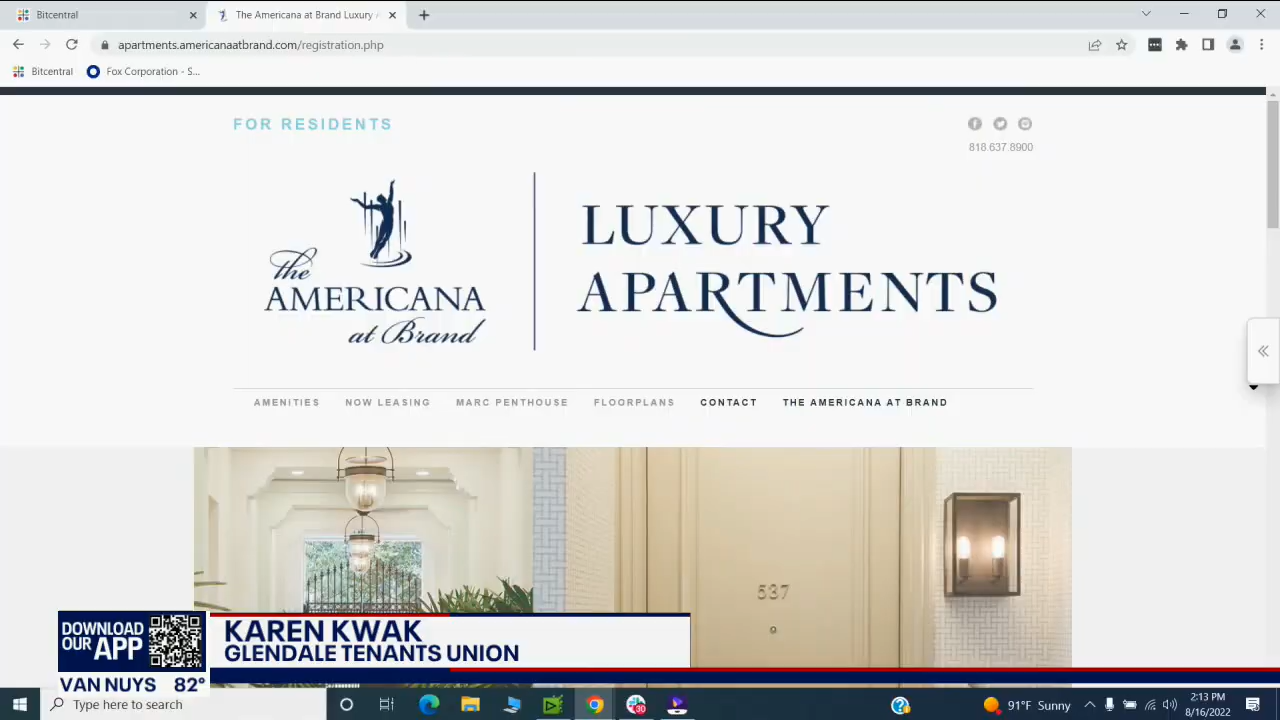 Bitcentral
The Americana at Brand Luxury
apartments.americanaatbrand.com/registration.php
Bitcentral
Fox Corporation - S...
FOR RESIDENTS
818.637.8900
the
AMERICANA
at Brand
LUXURY
APARTMENTS
AMENITIES
NOW LEASING
MARC PENTHOUSE
FLOORPLANS
CONTACT
THE AMERICANA AT BRAND
537
DOWNLOAD
OUR APP
KAREN KWAK
GLENDALE TENANTS UNION
VAN NUYS 82°
Type here to search
30
91°F Sunny
2:13 PM
8/16/2022